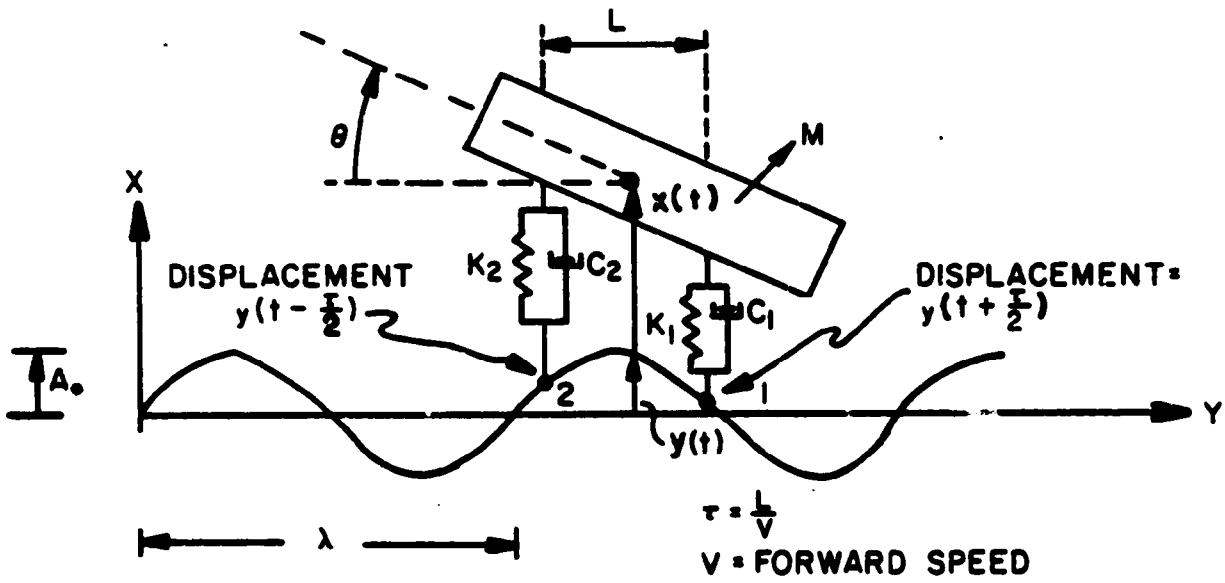 L
θ
M
X
x(t)
K2
C2
DISPLACEMENT
y(t - τ/2)
DISPLACEMENT=
y(t + τ/2)
K1
C1
A0
2
1
Y
y(t)
λ
τ = L/V
V = FORWARD SPEED